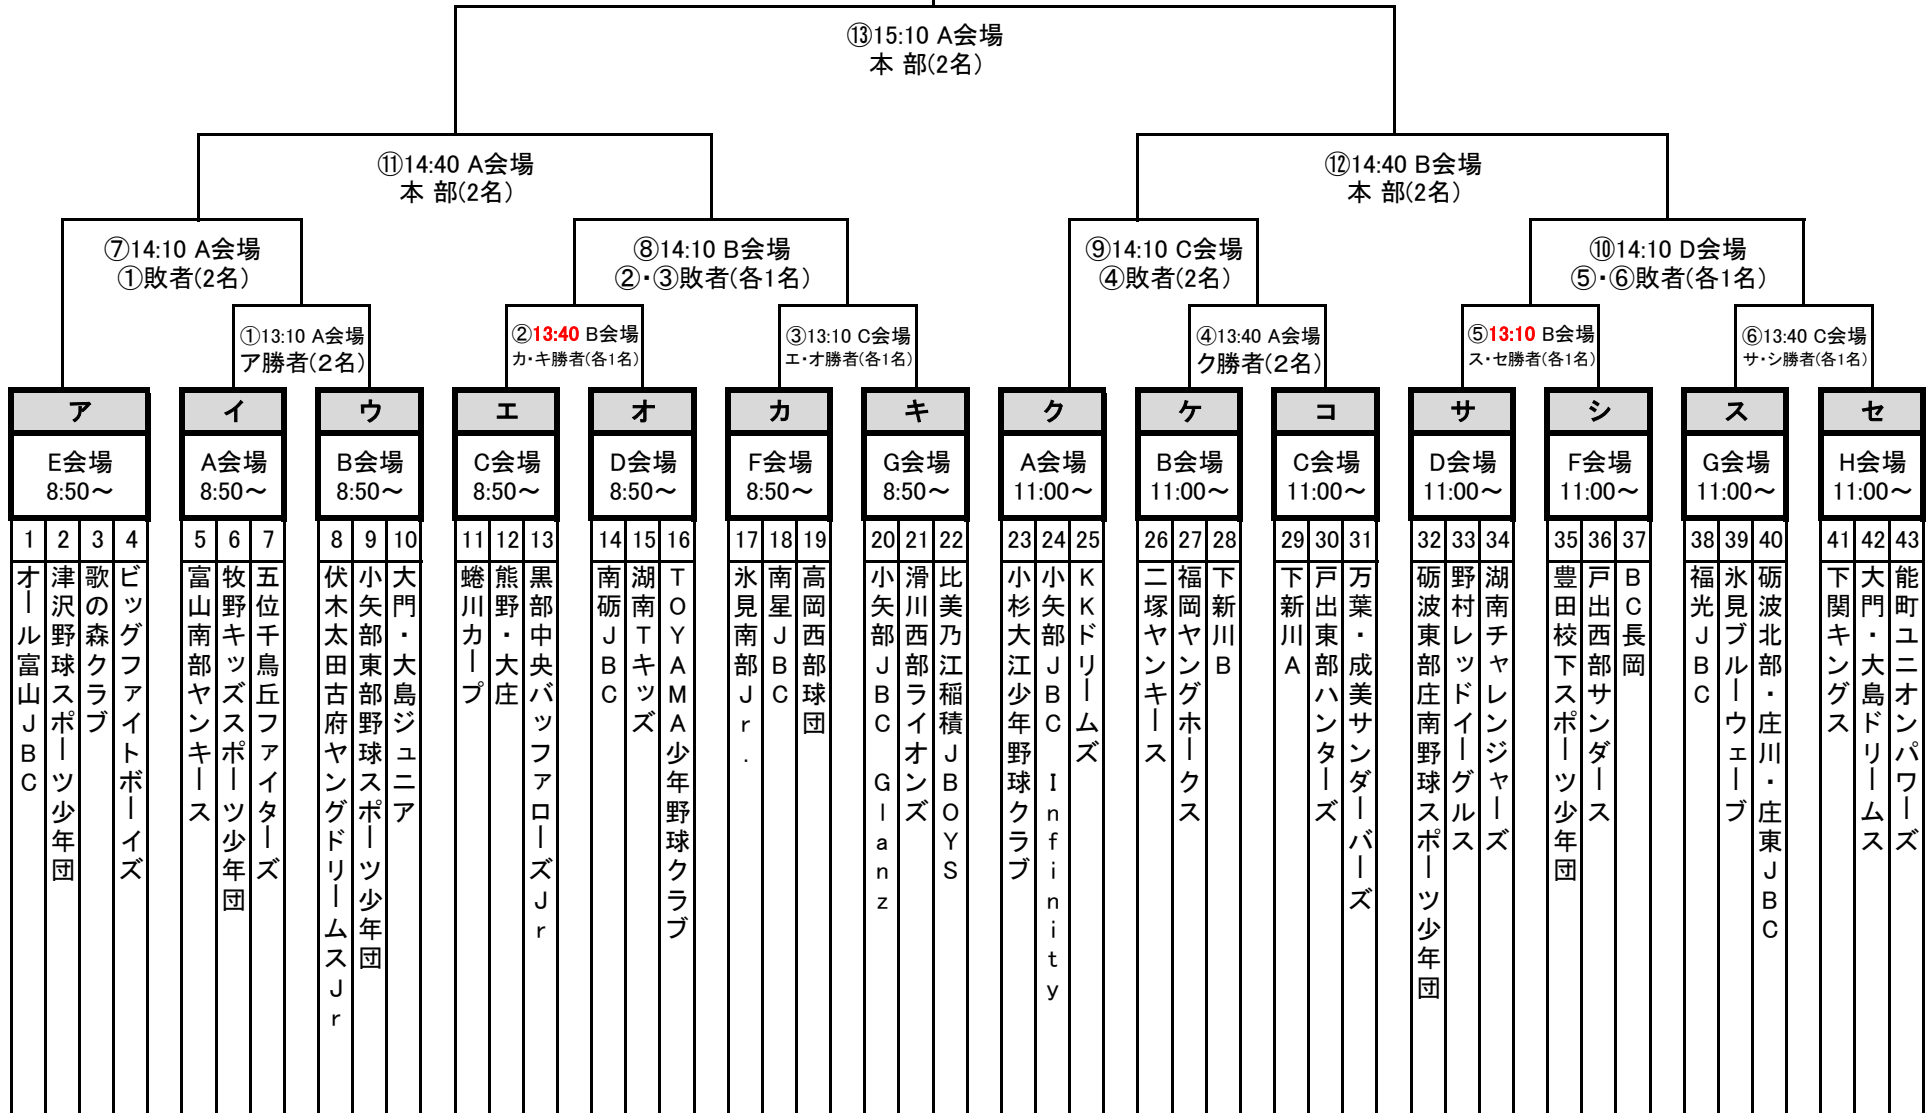 ⑬15:10 A会場
本 部(2名)
⑪14:40 A会場
本 部(2名)
⑫14:40 B会場
本 部(2名)
⑦14:10 A会場
①敗者(2名)
⑧14:10 B会場
②・③敗者(各1名)
⑨14:10 C会場
④敗者(2名)
⑩14:10 D会場
⑤・⑥敗者(各1名)
①13:10 A会場
ア勝者(2名)
②13:40 B会場
カ・キ勝者(各1名)
③13:10 C会場
エ・オ勝者(各1名)
④13:40 A会場
ク勝者(2名)
⑤13:10 B会場
ス・セ勝者(各1名)
⑥13:40 C会場
サ・シ勝者(各1名)
ア
E会場
8:50～
1 オール富山JBC
2 津沢野球スポーツ少年団
3 歌の森クラブ
4 ビッグファイトボーイズ
イ
A会場
8:50～
5 富山南部ヤンキース
6 牧野キッズスポーツ少年団
7 五位千鳥丘ファイターズ
ウ
B会場
8:50～
8 伏木太田古府ヤングドリームスJr
9 小矢部東部野球スポーツ少年団
10 大門・大島ジュニア
エ
C会場
8:50～
11 蜷川カープ
12 熊野・大庄
13 黒部中央バッファローズJr
オ
D会場
8:50～
14 南砺JBC
15 湖南Tキッズ
16 TOYAMA少年野球クラブ
カ
F会場
8:50～
17 氷見南部Jr.
18 南星JBC
19 高岡西部球団
キ
G会場
8:50～
20 小矢部JBC Glanz
21 滑川西部ライオンズ
22 比美乃江稲積JBOYS
ク
A会場
11:00～
23 小杉大江少年野球クラブ
24 小矢部JBC Infinity
25 KKドリームズ
ケ
B会場
11:00～
26 二塚ヤンキース
27 福岡ヤングホークス
28 下新川B
コ
C会場
11:00～
29 下新川A
30 戸出東部ハンターズ
31 万葉・成美サンダーバーズ
サ
D会場
11:00～
32 砺波東部庄南野球スポーツ少年団
33 野村レッドイーグルス
34 湖南チャレンジャーズ
シ
F会場
11:00～
35 豊田校下スポーツ少年団
36 戸出西部サンダース
37 BC長岡
ス
G会場
11:00～
38 福光JBC
39 氷見ブルーウェーブ
40 砺波北部・庄川・庄東JBC
セ
H会場
11:00～
41 下関キングス
42 大門・大島ドリームス
43 能町ユニオンパワーズ